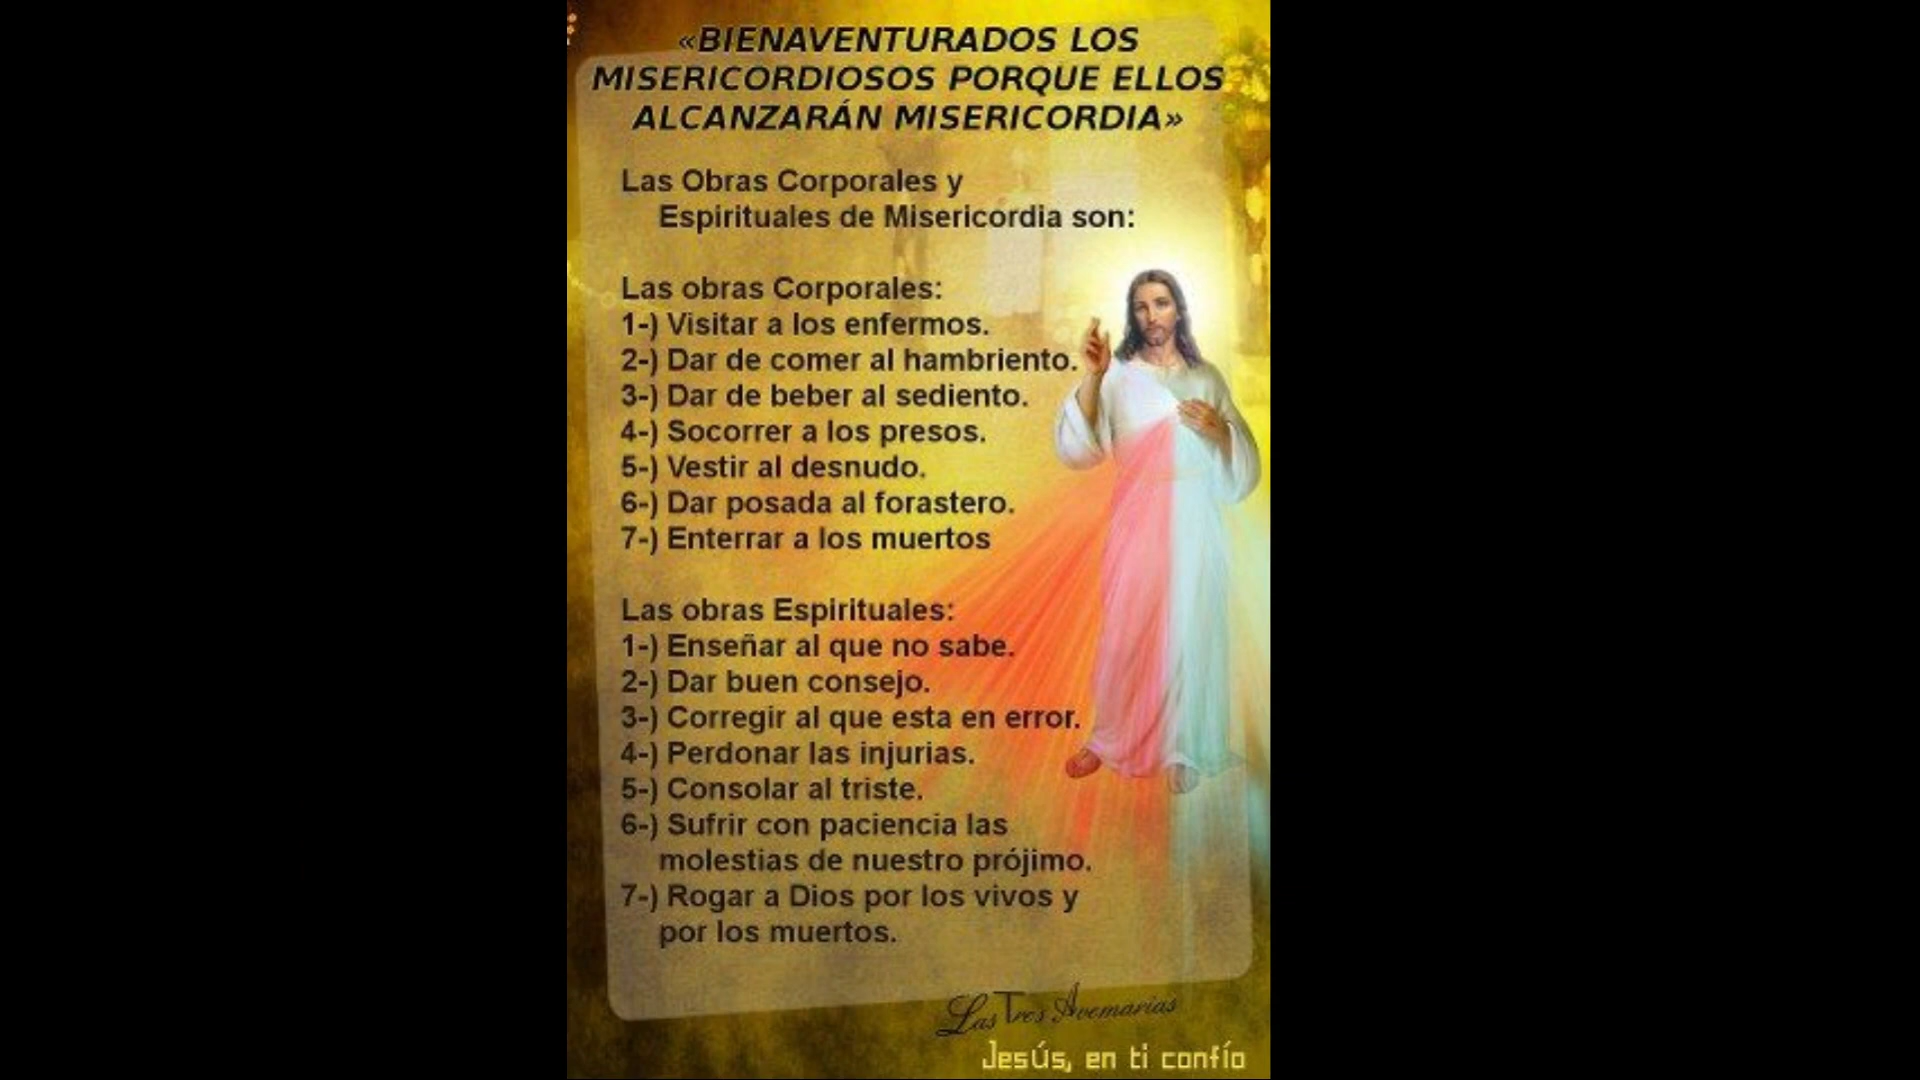 «BIENAVENTURADOS LOS
MISERICORDIOSOS PORQUE ELLOS
ALCANZARÁN MISERICORDIA»
Las Obras Corporales y
Espirituales de Misericordia son:
Las obras Corporales:
1-) Visitar a los enfermos.
2-) Dar de comer al hambriento.
3-) Dar de beber al sediento.
4-) Socorrer a los presos.
5-) Vestir al desnudo.
6-) Dar posada al forastero.
7-) Enterrar a los muertos
Las obras Espirituales:
1-) Enseñar al que no sabe.
2-) Dar buen consejo.
3-) Corregir al que esta en error.
4-) Perdonar las injurias.
5-) Consolar al triste.
6-) Sufrir con paciencia las
molestias de nuestro prójimo.
7-) Rogar a Dios por los vivos y
por los muertos.
Las Tres Avemarías
Jesús, en ti confío